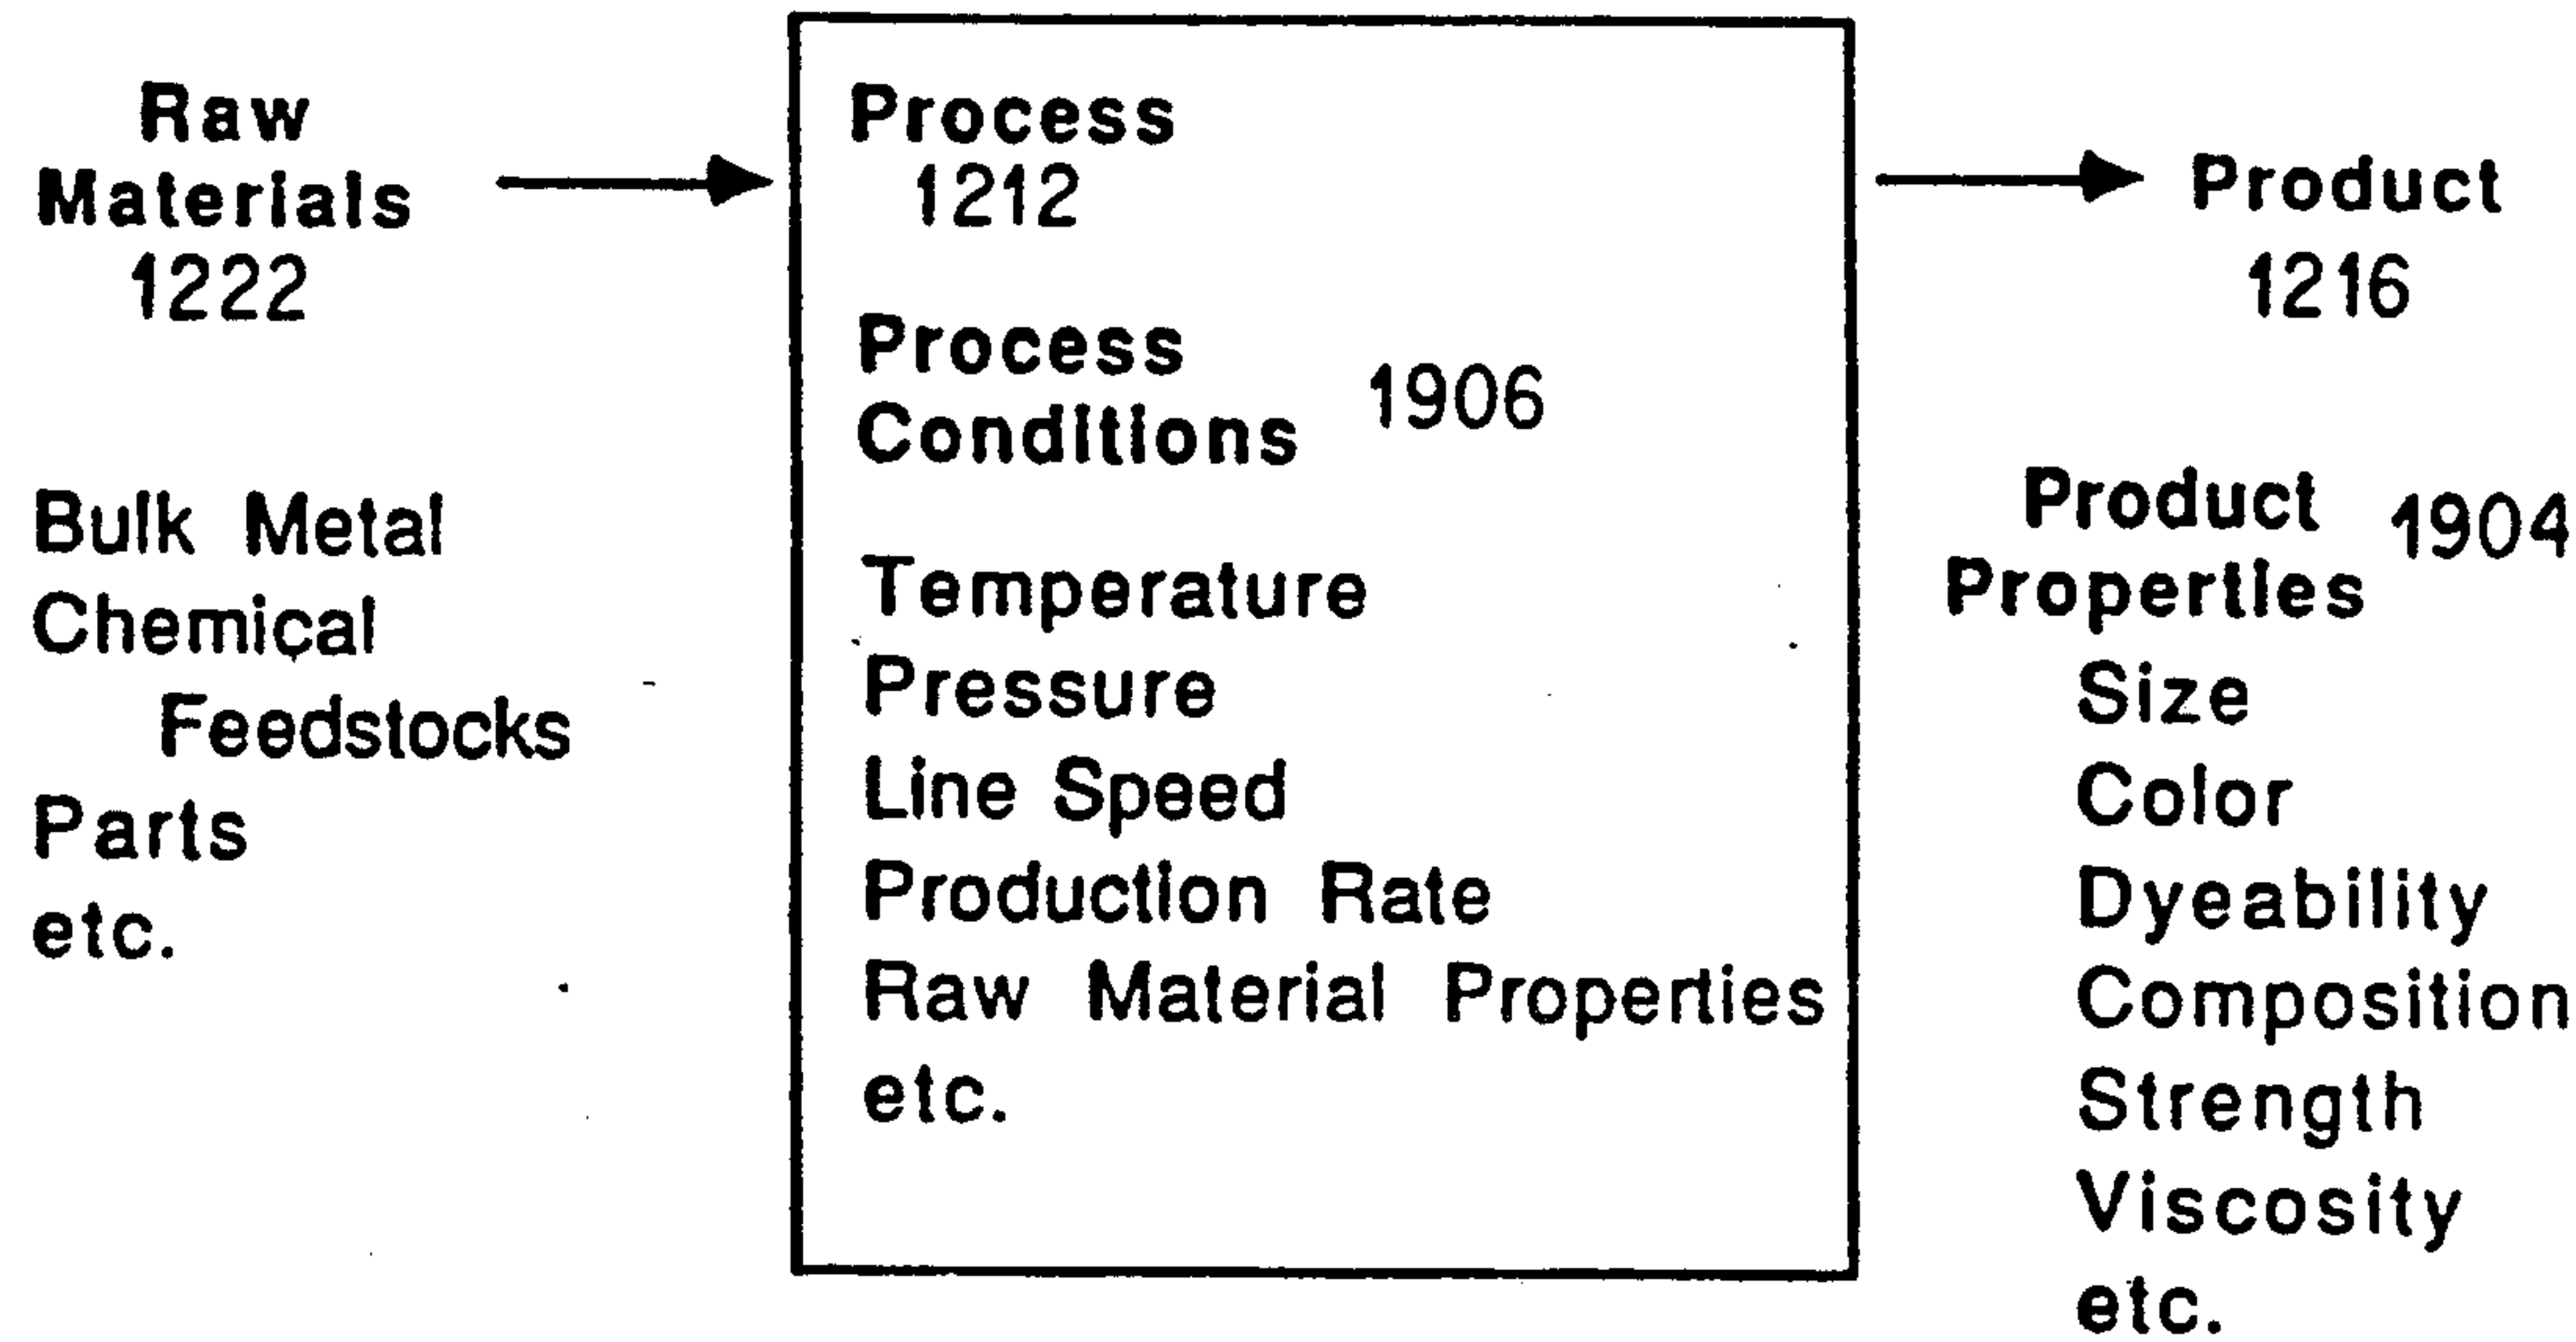 Raw
Materials
1222
Bulk Metal
Chemical
Feedstocks
Parts
etc.
Process
1212
Process
Conditions 1906
Temperature
Pressure
Line Speed
Production Rate
Raw Material Properties
etc.
Product
1216
Product 1904
Properties
Size
Color
Dyeability
Composition
Strength
Viscosity
etc.